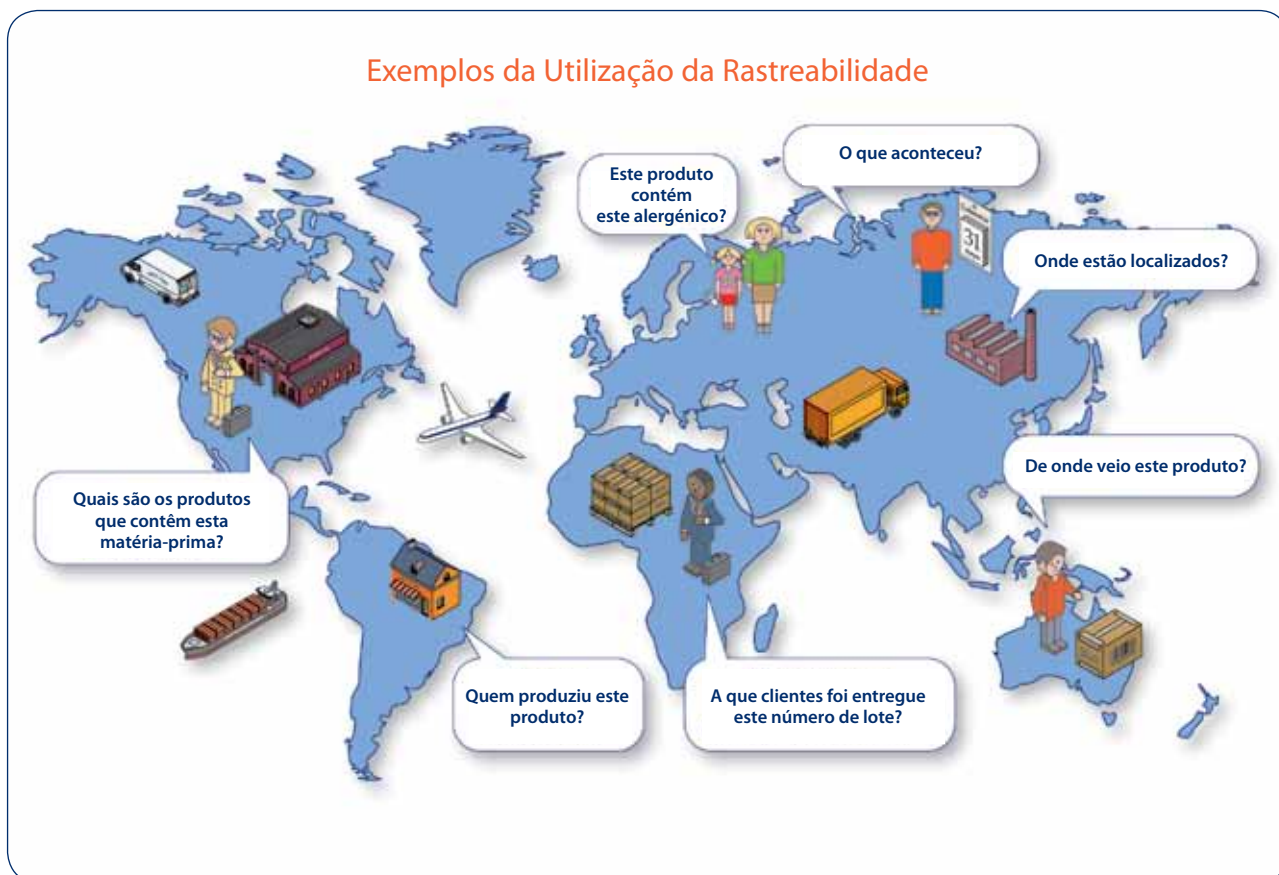 Exemplos da Utilização da Rastreabilidade
O que aconteceu?
Este produto
contém
este alergénico?
31
Onde estão localizados?
De onde veio este produto?
Quais são os produtos
que contêm esta
matéria-prima?
Quem produziu este
produto?
A que clientes foi entregue
este número de lote?